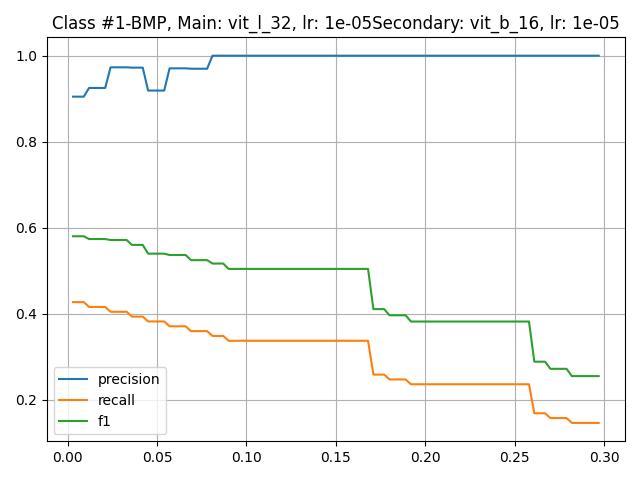 Class #1-BMP, Main: vit_l_32, lr: 1e-05Secondary: vit_b_16, lr: 1e-05
1.0
0.8
0.6
0.4
0.2
precision
recall
f1
0.00 0.05 0.10 0.15 0.20 0.25 0.30